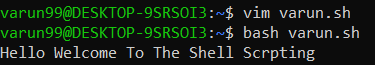 varun99@DESKTOP-9SRSOI3:~$ vim varun.sh
varun99@DESKTOP-9SRSOI3:~$ bash varun.sh
Hello Welcome To The Shell Scrpting